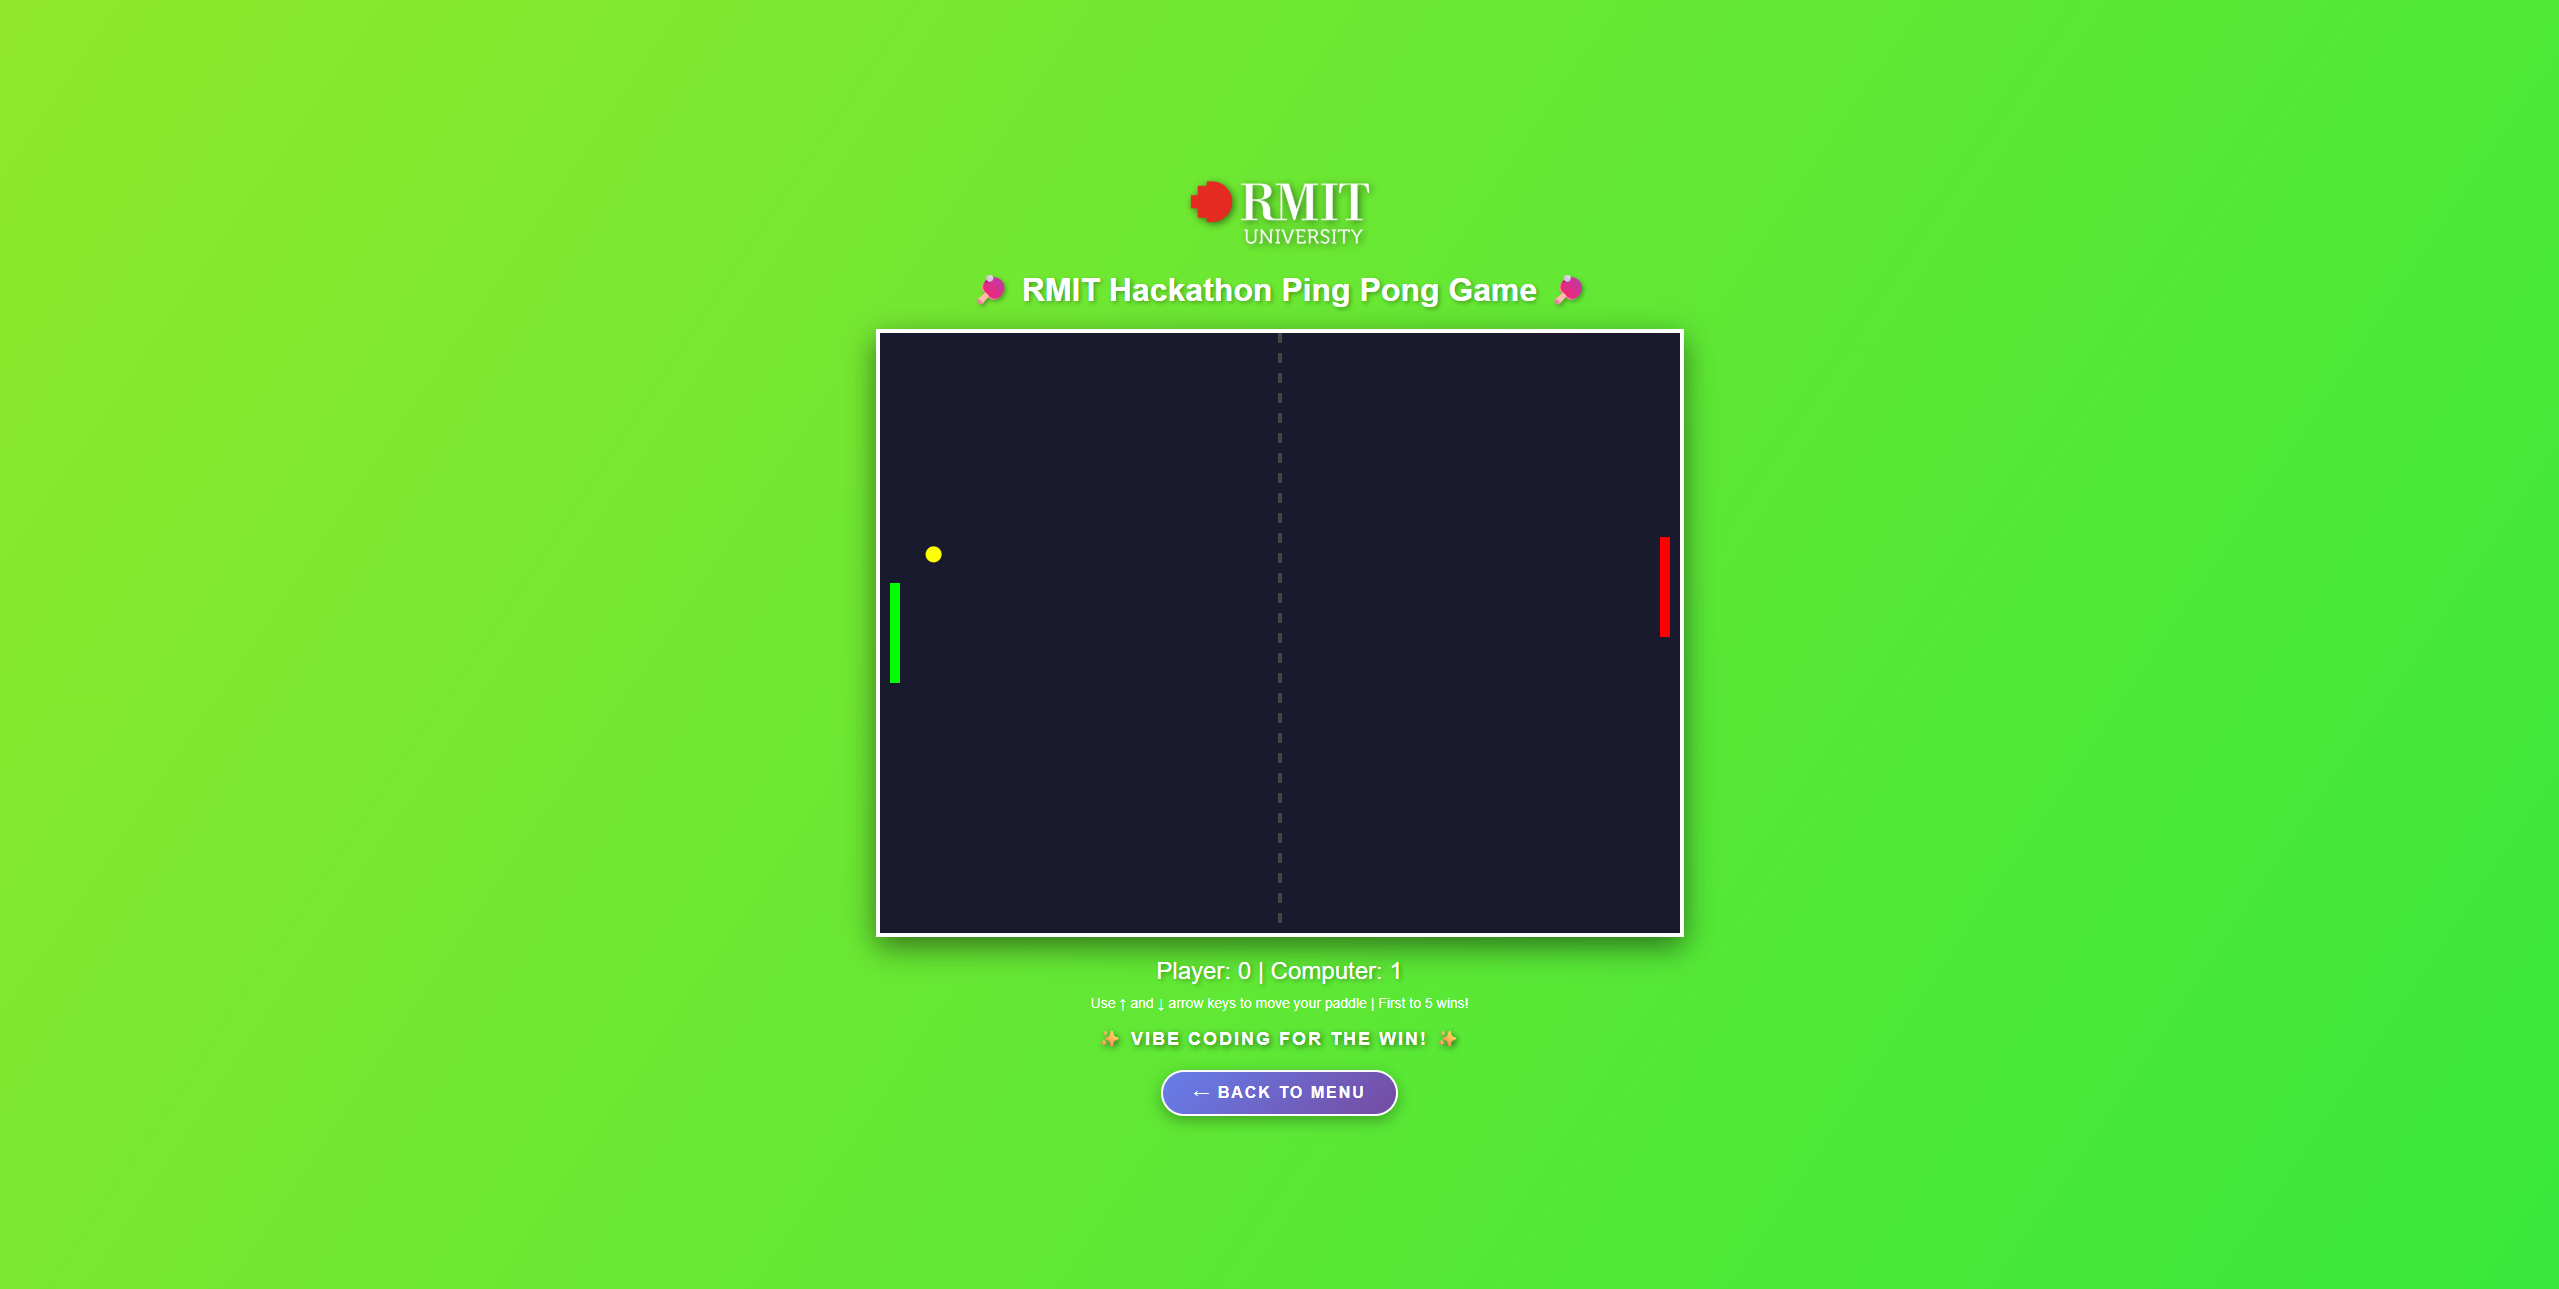 RMIT
UNIVERSITY
RMIT Hackathon Ping Pong Game
Player: 0 | Computer: 1
Use ↑ and ↓ arrow keys to move your paddle | First to 5 wins!
✨ VIBE CODING FOR THE WIN! ✨
← BACK TO MENU